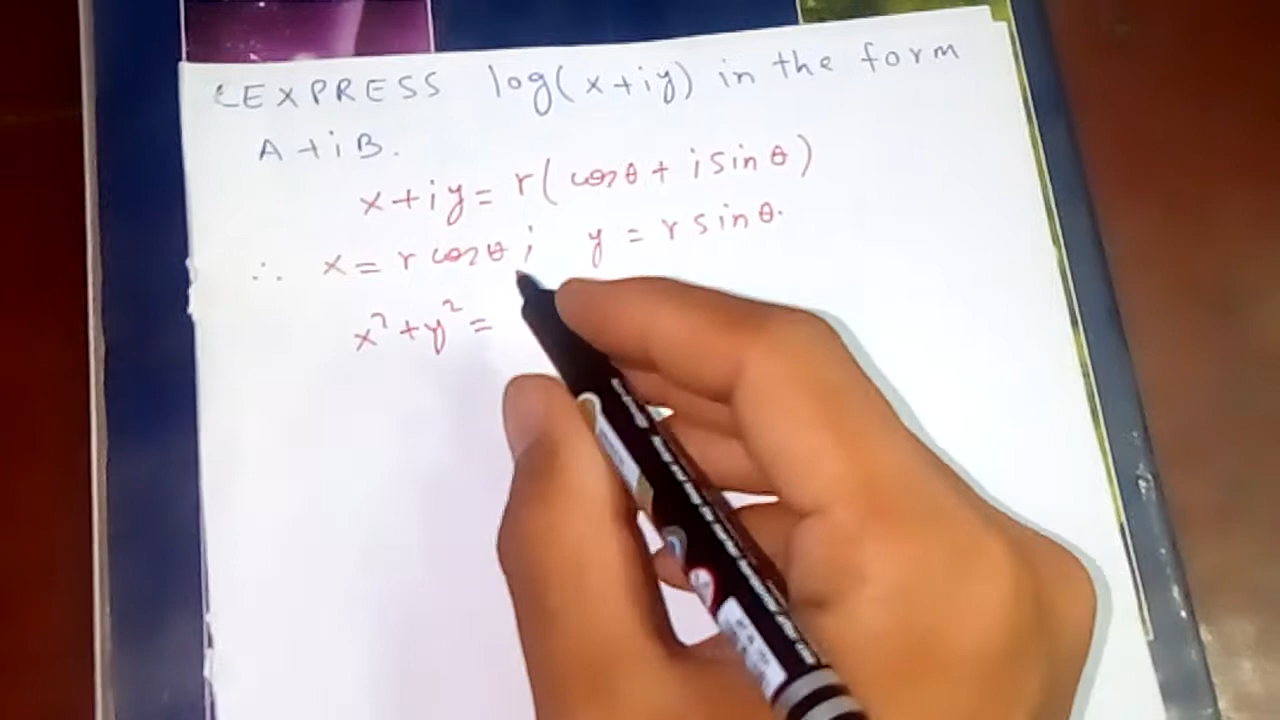 EXPRESS log(x+iy) in the form
A+iB.
x+iy = r(cosθ + i sinθ)
∴ x = r cosθ ; y = r sinθ.
x² + y² =